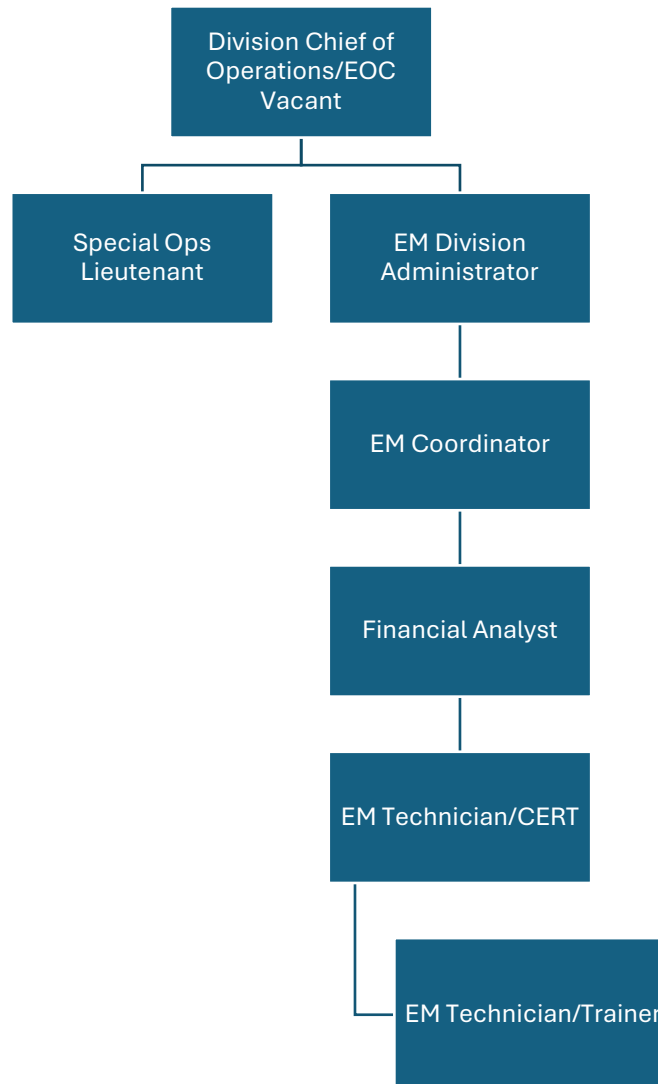 Division Chief of
Operations/EOC
Vacant
Special Ops
Lieutenant
EM Division
Administrator
EM Coordinator
Financial Analyst
EM Technician/CERT
EM Technician/Trainer